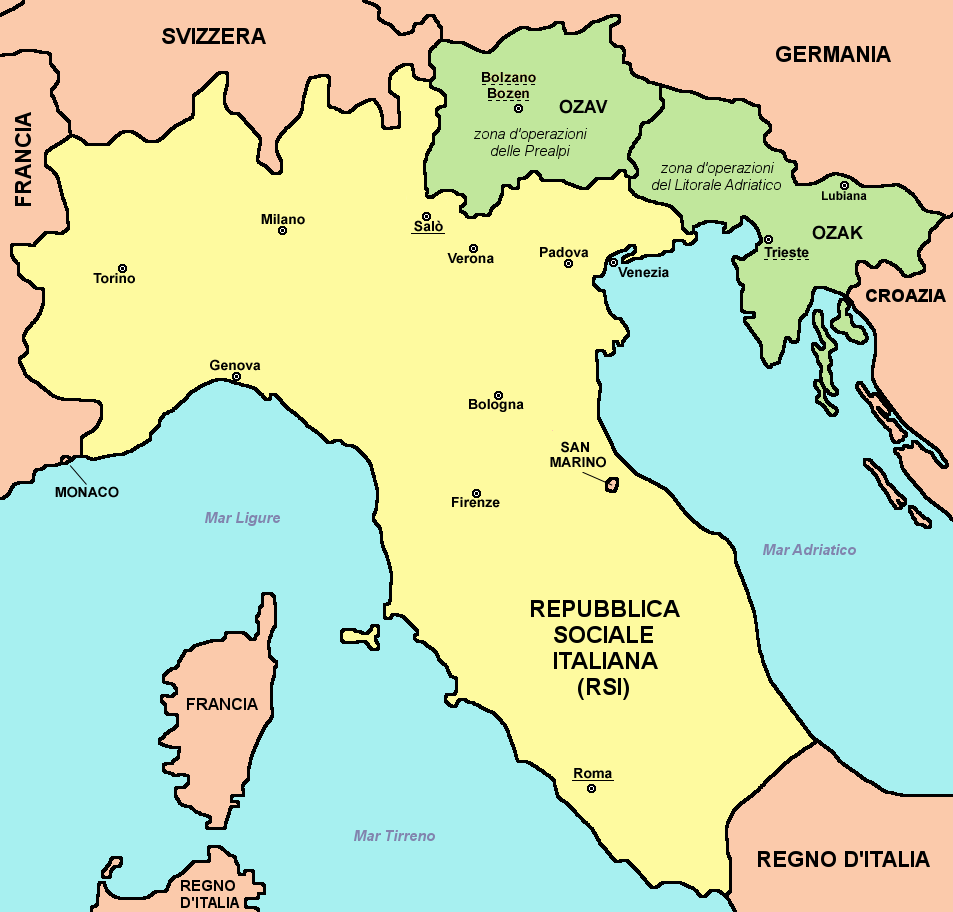 SVIZZERA
GERMANIA
FRANCIA
Bolzano
Bozen
OZAV
zona d'operazioni
delle Prealpi
zona d'operazioni
del Litorale Adriatico
Lubiana
OZAK
Trieste
CROAZIA
Milano
Salò
Verona
Padova
Venezia
Torino
Genova
Bologna
SAN
MARINO
MONACO
Firenze
Mar Ligure
Mar Adriatico
REPUBBLICA
SOCIALE
ITALIANA
(RSI)
FRANCIA
Roma
Mar Tirreno
REGNO D'ITALIA
REGNO
D'ITALIA